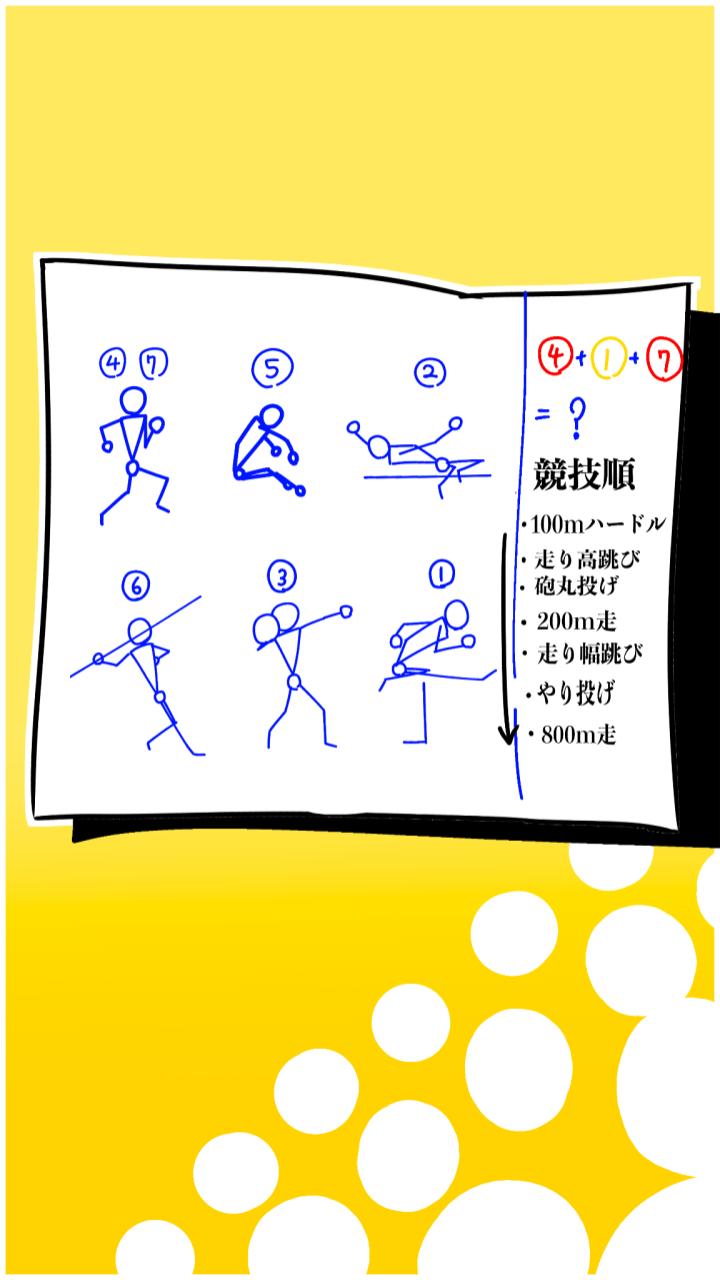 ④ ⑦
⑤
②
⑥
③
①
④+①+⑦
=?
競技順
・100mハードル
・走り高跳び
・砲丸投げ
・200m走
・走り幅跳び
・やり投げ
・800m走